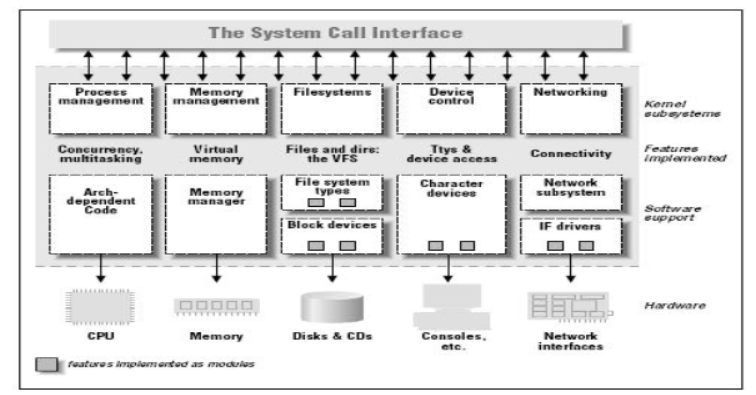 The System Call Interface
Process
management
Memory
management
Filesystems
Device
control
Networking
Kernel
subsystems
Concurrency,
multitasking
Virtual
memory
Files and dirs:
the VFS
Ttys &
device access
Connectivity
Features
implemented
Arch-
dependent
Code
Memory
manager
File system
types
Block devices
Character
devices
Network
subsystem
IF drivers
Software
support
CPU
Memory
Disks & CDs
Consoles,
etc.
Network
interfaces
Hardware
features implemented as modules